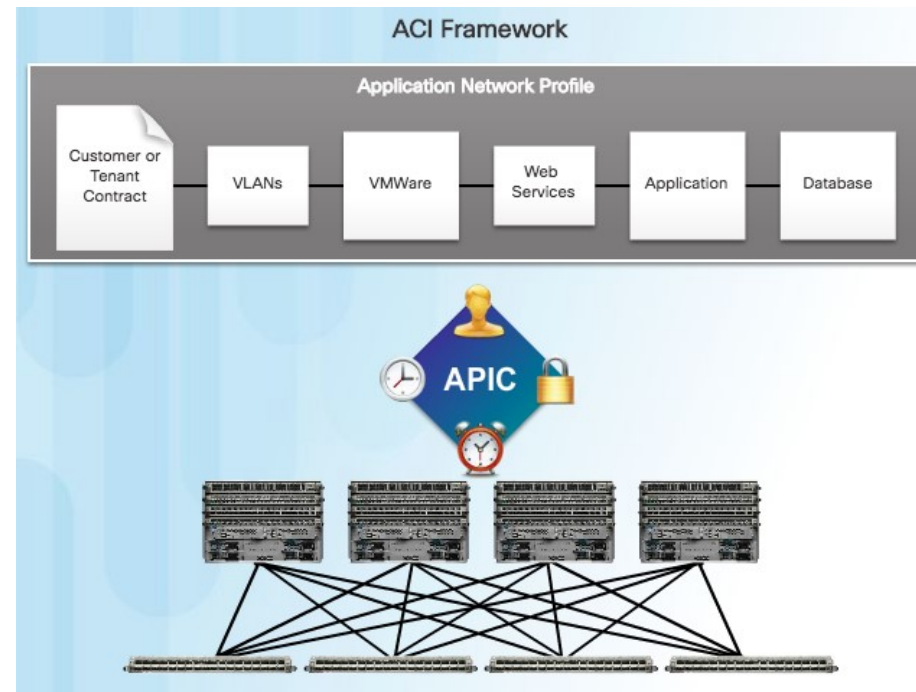 ACI Framework
Application Network Profile
Customer or
Tenant
Contract
VLANs
VMWare
Web
Services
Application
Database
APIC